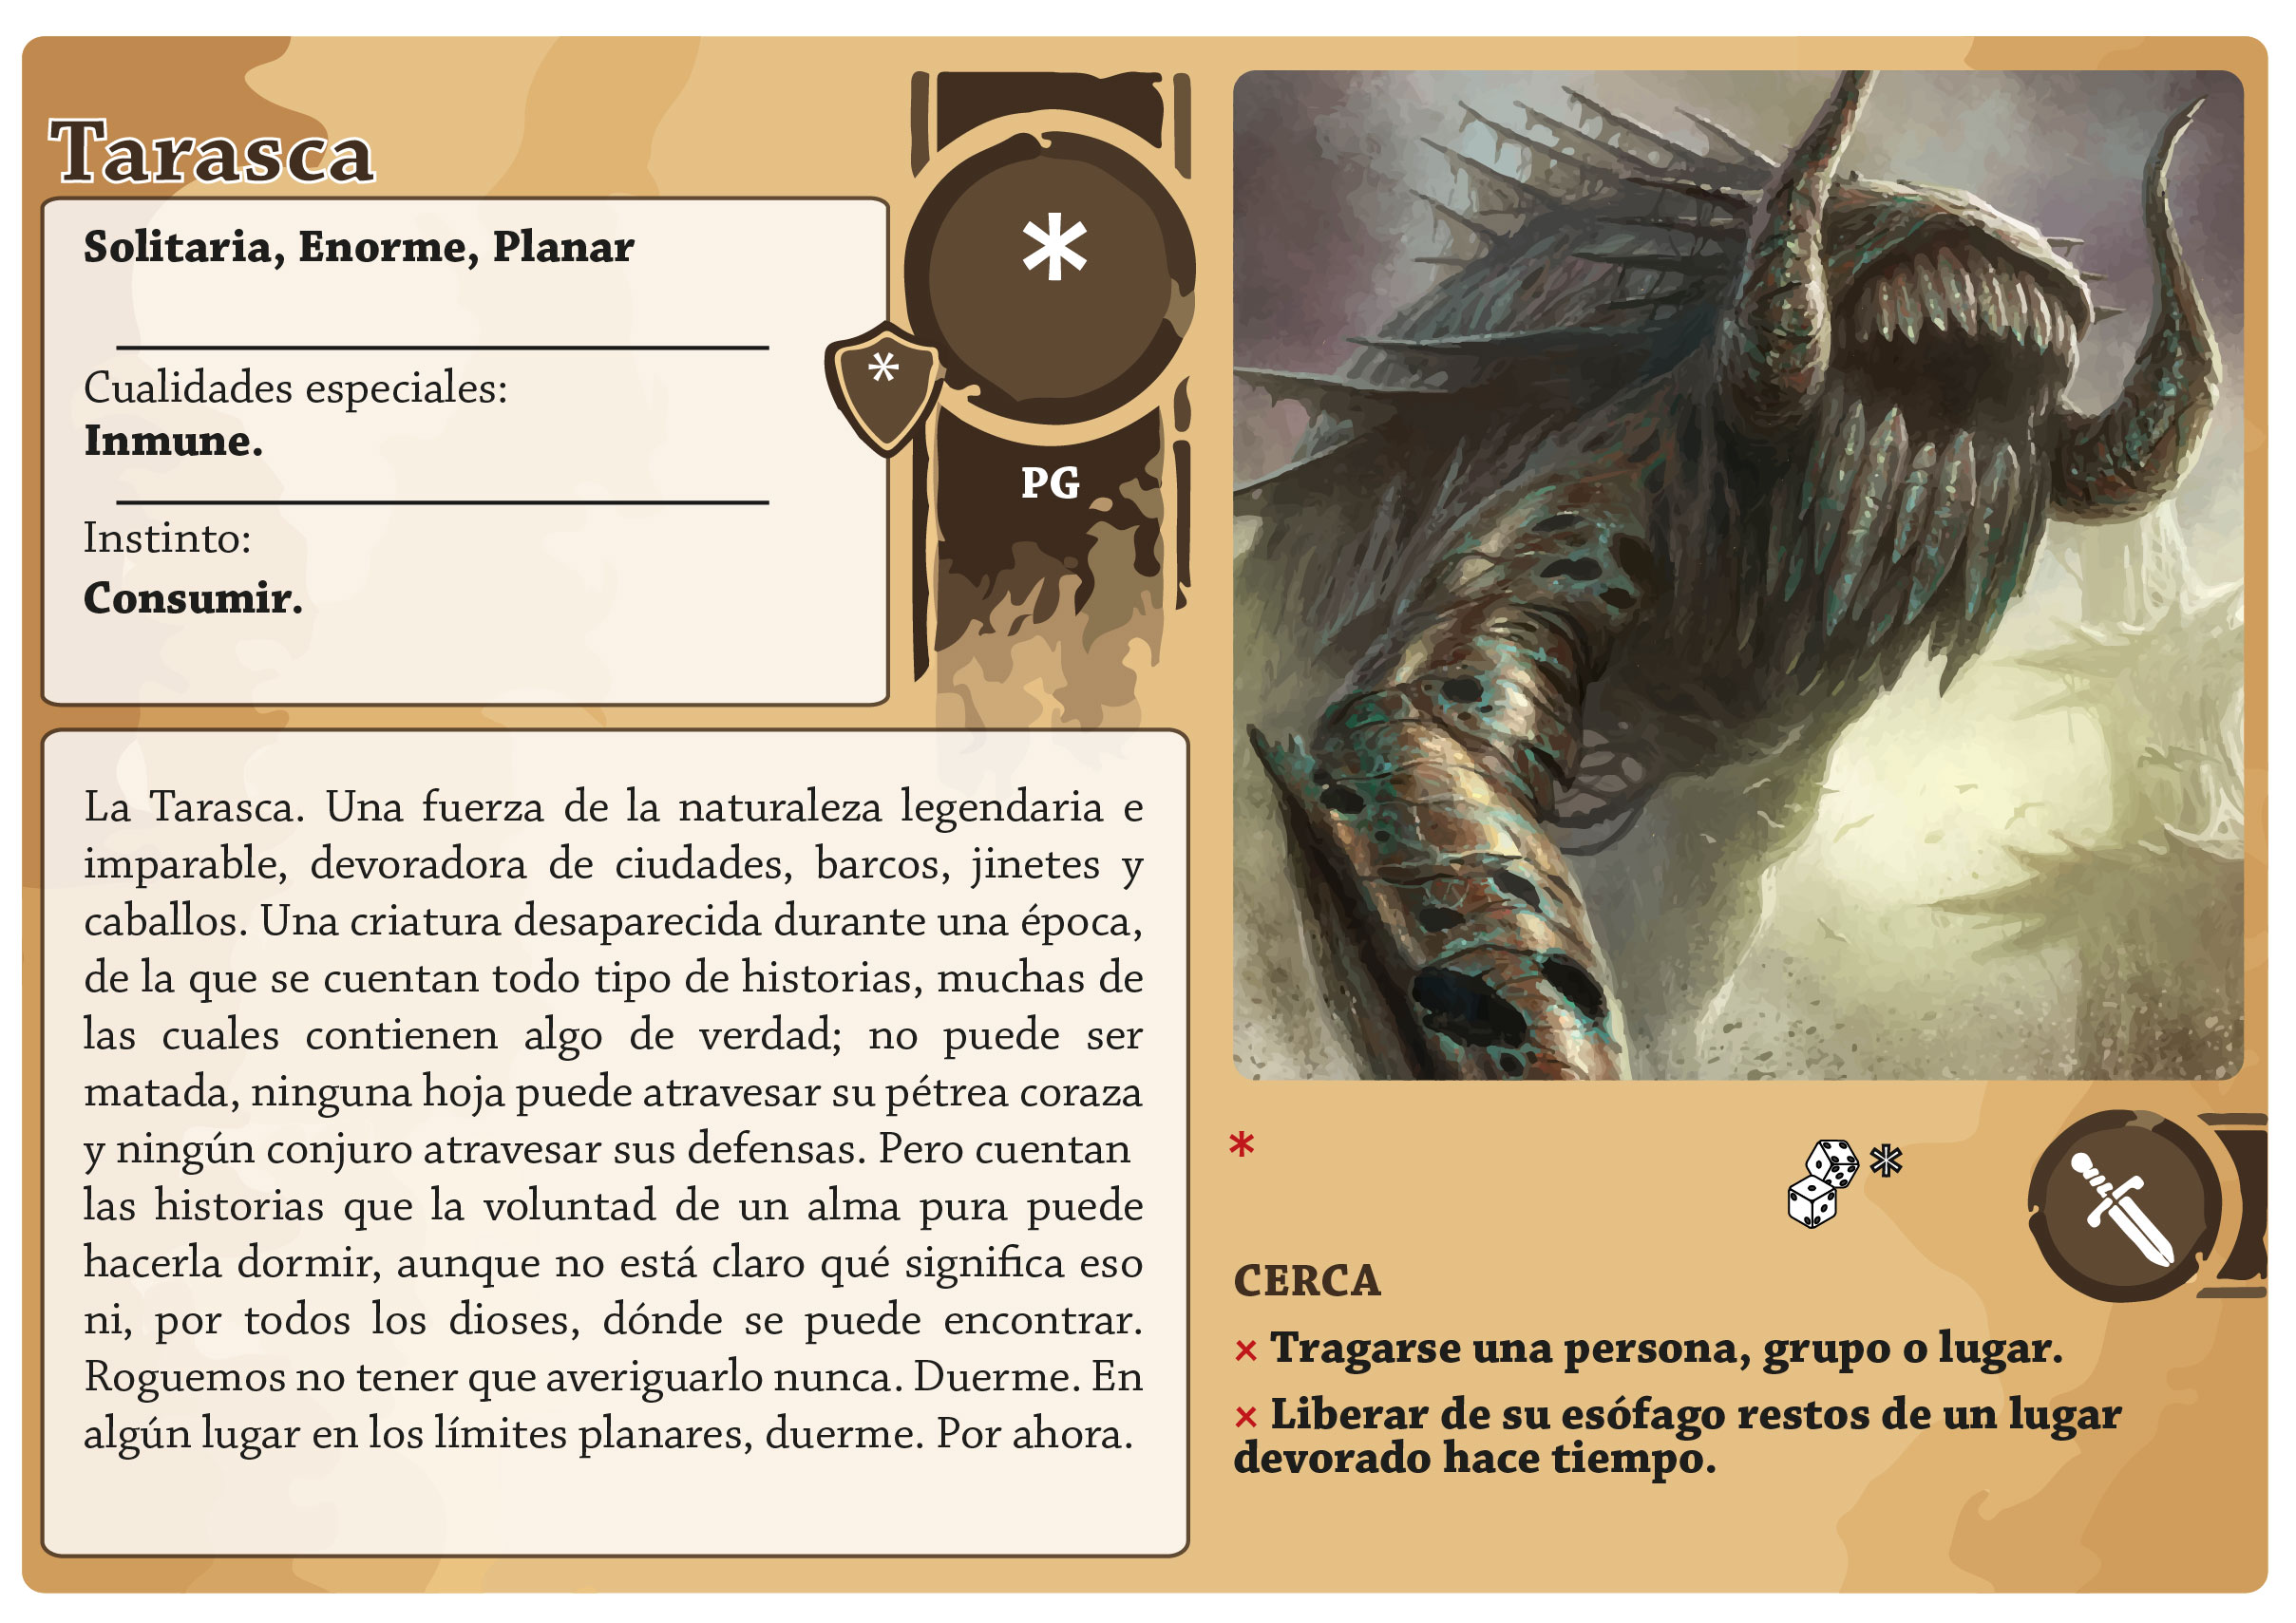 Tarasca
Solitaria, Enorme, Planar
Cualidades especiales:
Inmune.
Instinto:
Consumir.
*
*
PG
La Tarasca. Una fuerza de la naturaleza legendaria e
imparable, devoradora de ciudades, barcos, jinetes y
caballos. Una criatura desaparecida durante una época,
de la que se cuentan todo tipo de historias, muchas de
las cuales contienen algo de verdad; no puede ser
matada, ninguna hoja puede atravesar su pétrea coraza
y ningún conjuro atravesar sus defensas. Pero cuentan
las historias que la voluntad de un alma pura puede
hacerla dormir, aunque no está claro qué significa eso
ni, por todos los dioses, dónde se puede encontrar.
Roguemos no tener que averiguarlo nunca. Duerme. En
algún lugar en los límites planares, duerme. Por ahora.
*
*
CERCA
× Tragarse una persona, grupo o lugar.
× Liberar de su esófago restos de un lugar
devorado hace tiempo.